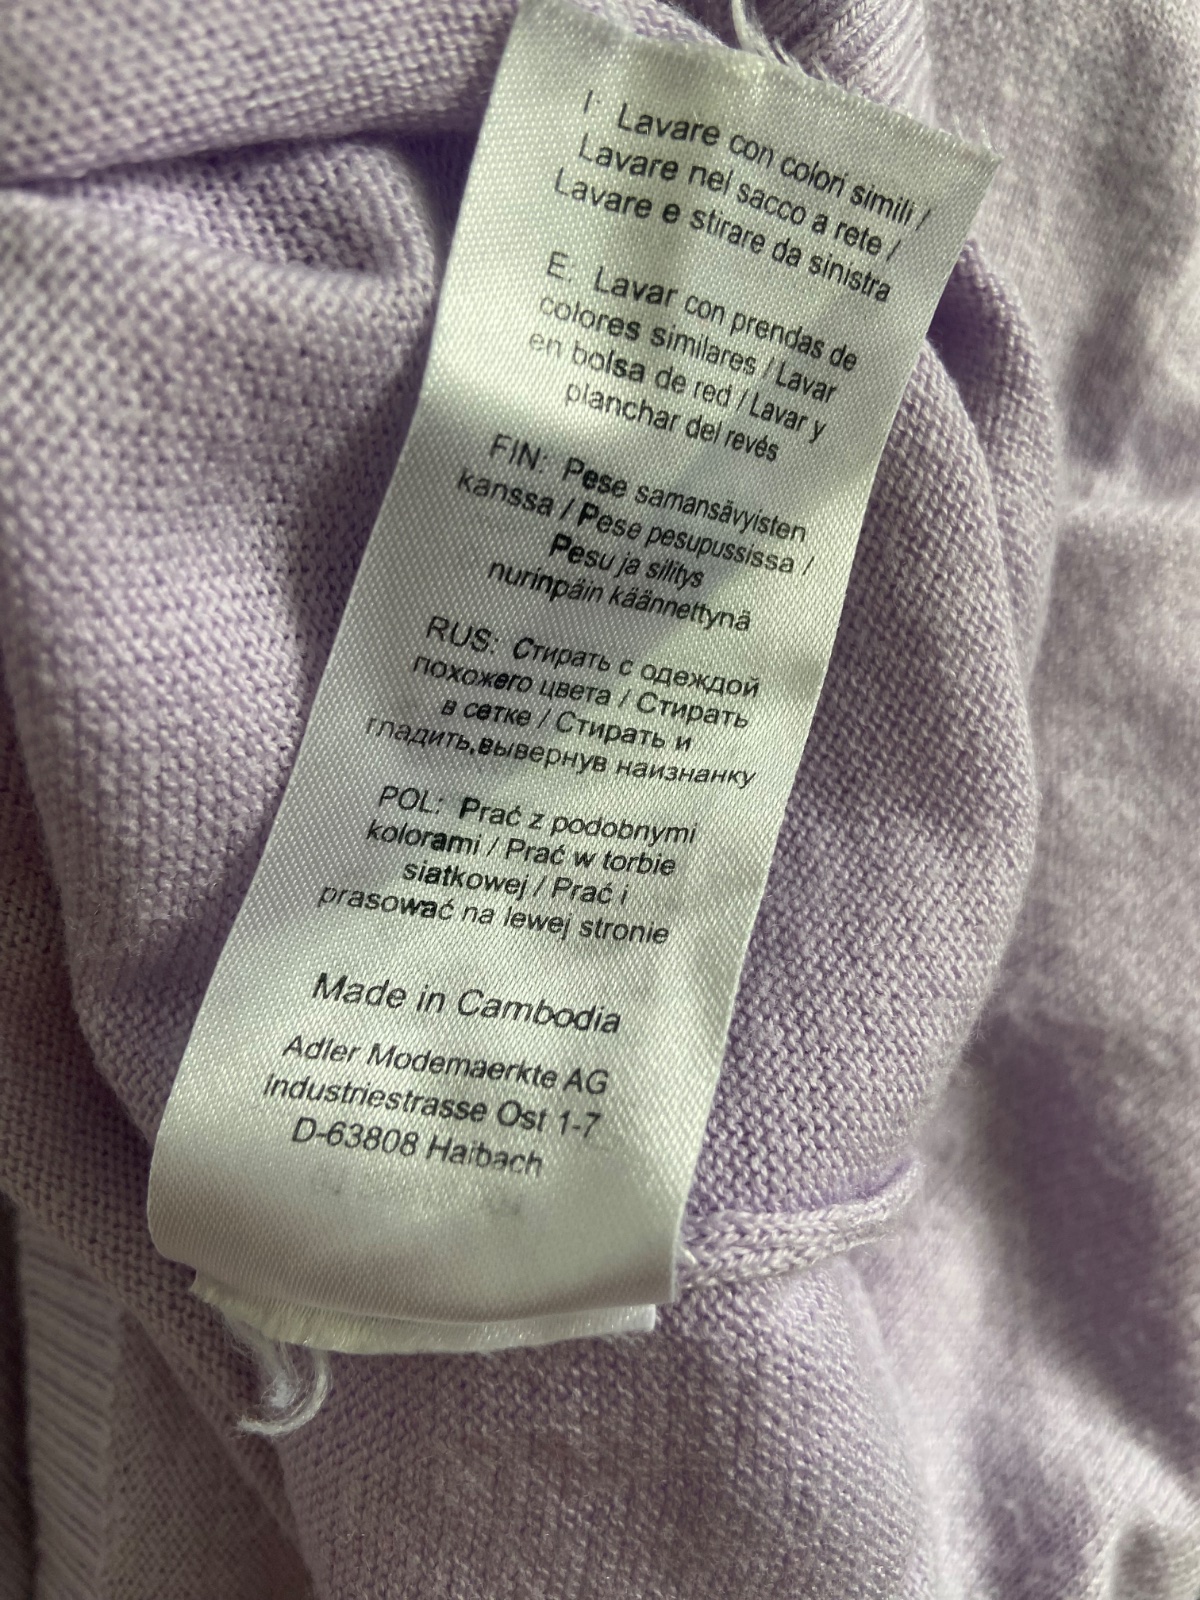 I: Lavare con colori simili /
Lavare nel sacco a rete /
Lavare e stirare da sinistra
E: Lavar con prendas de
colores similares / Lavar
en bolsa de red / Lavar y
planchar del revés
FIN: Pese samansävyisten
kanssa / Pese pesupussissa /
Pesu ja silitys
nurinpäin käännettynä
RUS: Стирать с одеждой
похожего цвета / Стирать
в сетке / Стирать и
гладить,вывернув наизнанку
POL: Prać z podobnymi
kolorami / Prać w torbie
siatkowej / Prać i
prasować na lewej stronie
Made in Cambodia
Adler Modemaerkte AG
Industriestrasse Ost 1-7
D-63808 Haibach